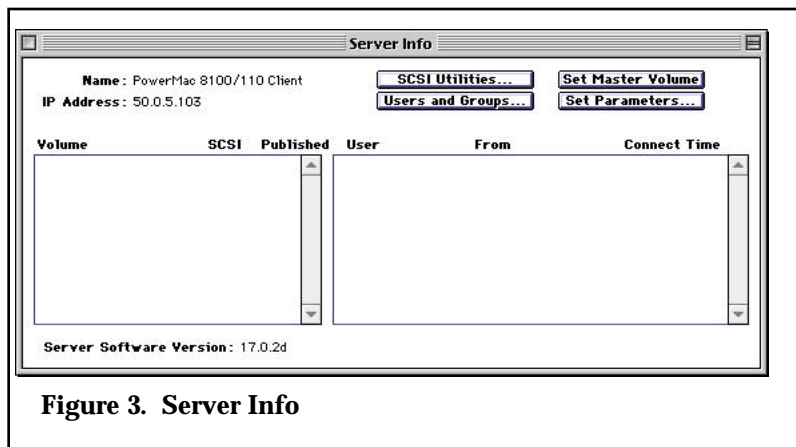 Server Info
Name: PowerMac 8100/110 Client
IP Address: 50.0.5.103
SCSI Utilities...
Set Master Volume
Users and Groups...
Set Parameters...
Volume SCSI Published User From Connect Time
Server Software Version: 17.0.2d
Figure 3. Server Info